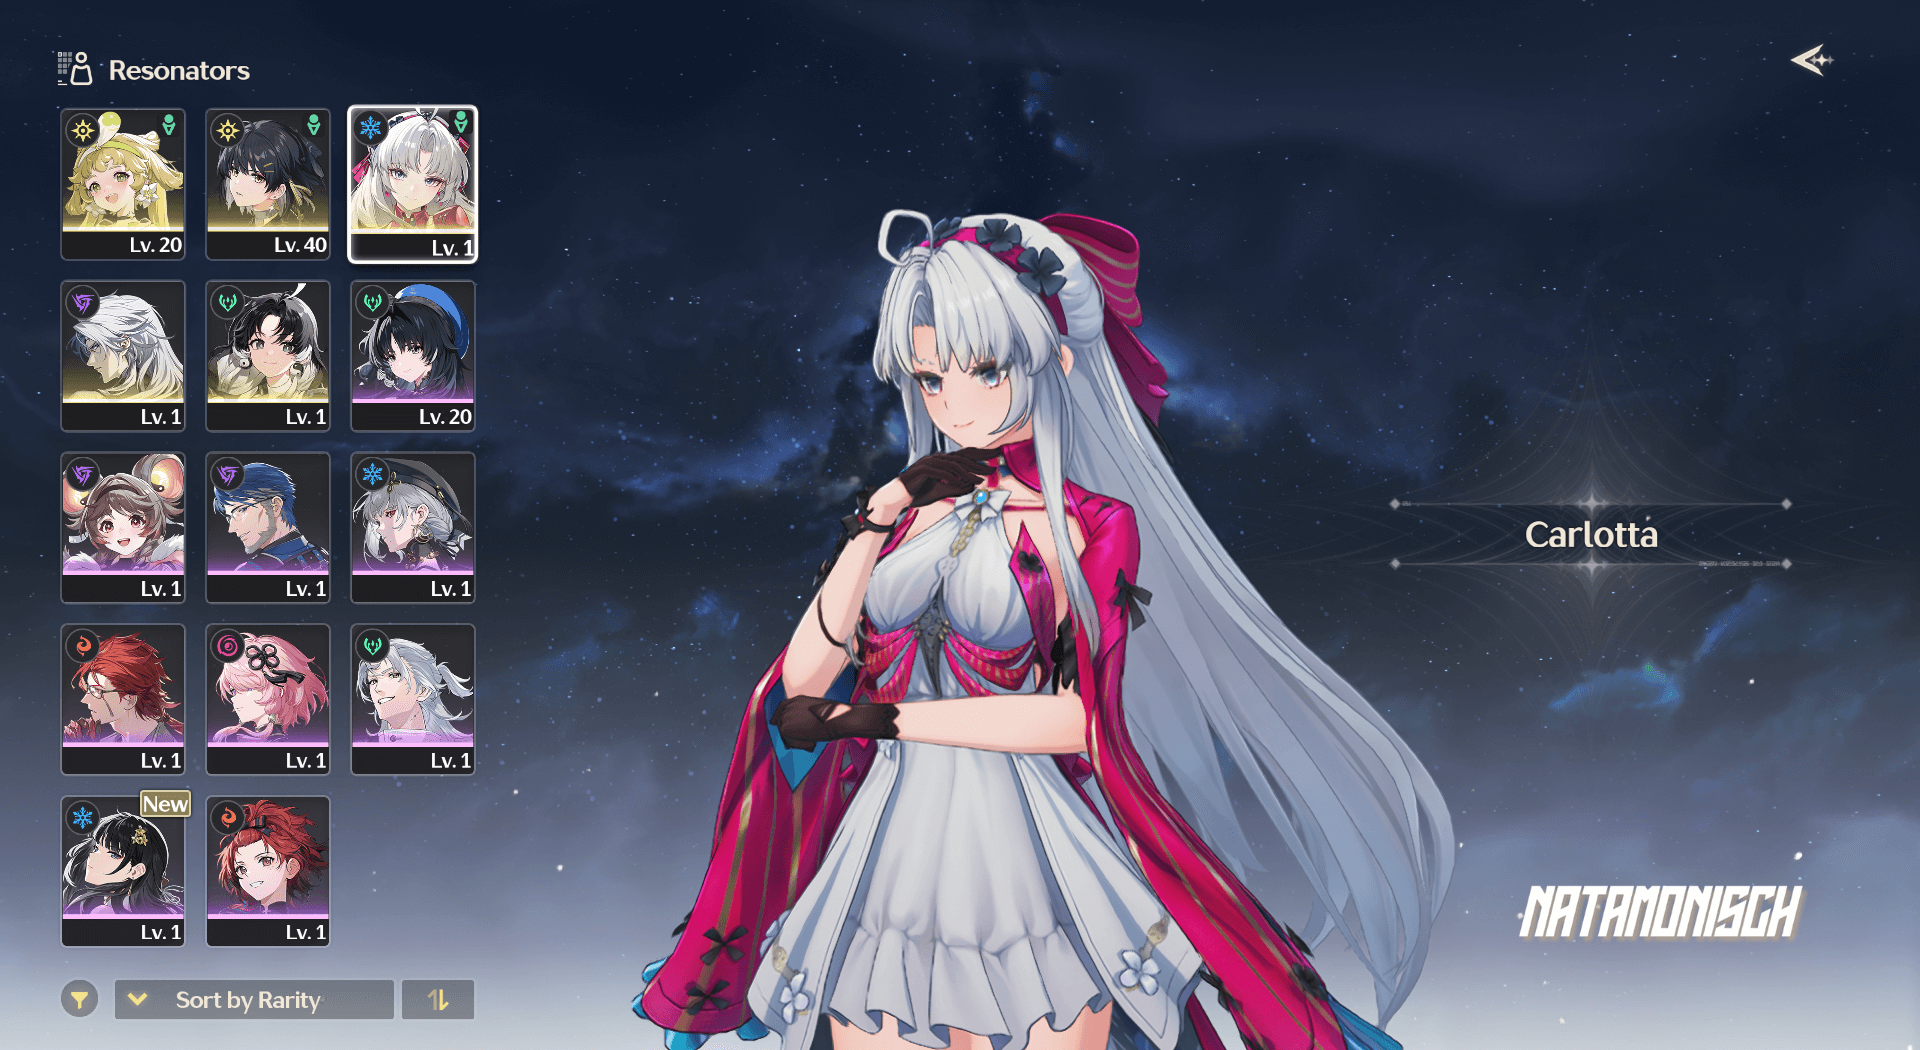 Resonators
Lv. 20
Lv. 40
Lv. 1
Lv. 1
Lv. 1
Lv. 20
Lv. 1
Lv. 1
Lv. 1
Lv. 1
Lv. 1
Lv. 1
New
Lv. 1
Lv. 1
Sort by Rarity
Carlotta
NATAMONISCH